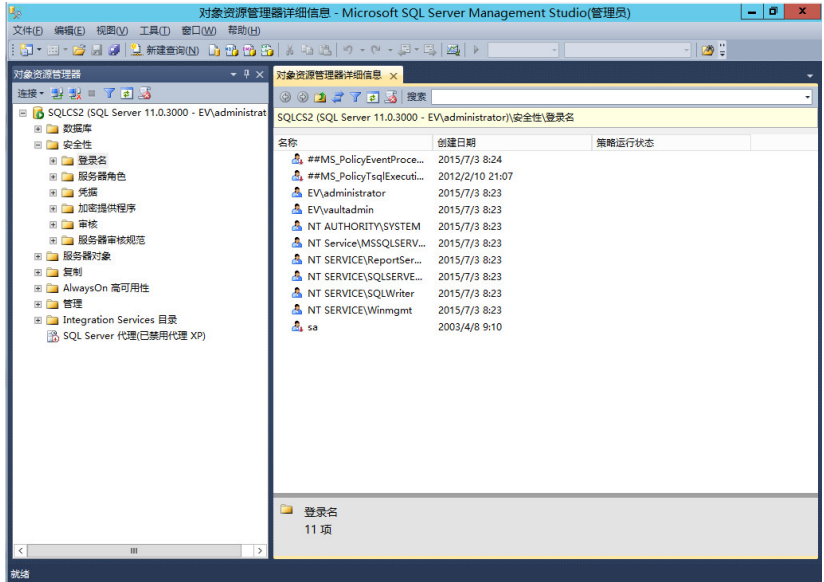 对象资源管理器详细信息 - Microsoft SQL Server Management Studio(管理员)
文件(F) 编辑(E) 视图(V) 工具(T) 窗口(W) 帮助(H)
新建查询(N)
对象资源管理器
连接
SQLCS2 (SQL Server 11.0.3000 - EV\administrat
数据库
安全性
登录名
服务器角色
凭据
加密提供程序
审核
服务器审核规范
服务器对象
复制
AlwaysOn 高可用性
管理
Integration Services 目录
SQL Server 代理(已禁用代理 XP)
对象资源管理器详细信息
搜索
SQLCS2 (SQL Server 11.0.3000 - EV\administrator)\安全性\登录名
名称 创建日期 策略运行状态
##MS_PolicyEventProce... 2015/7/3 8:24
##MS_PolicyTsqlExecuti... 2012/2/10 21:07
EV\administrator 2015/7/3 8:23
EV\vaultadmin 2015/7/3 8:23
NT AUTHORITY\SYSTEM 2015/7/3 8:23
NT Service\MSSQLSERV... 2015/7/3 8:23
NT SERVICE\ReportSer... 2015/7/3 8:23
NT SERVICE\SQLSERVE... 2015/7/3 8:23
NT SERVICE\SQLWriter 2015/7/3 8:23
NT SERVICE\Winmgmt 2015/7/3 8:23
sa 2003/4/8 9:10
登录名
11 项
就绪